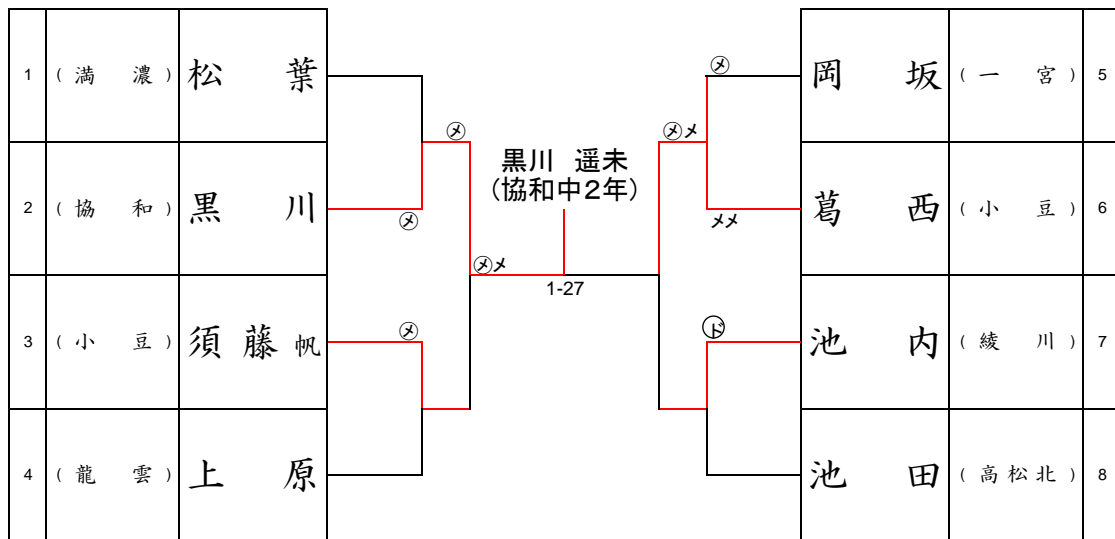 1 (満 濃) 松 葉
㋱
2 (協 和) 黒 川
㋱
㋱メ
3 (小 豆) 須 藤 帆
㋱
4 (龍 雲) 上 原
黒川 遥未
(協和中2年)
1-27
㋱
岡 坂 (一 宮) 5
㋱メ
葛 西 (小 豆) 6
メメ
㋣゙
池 内 (綾 川) 7
池 田 (高松北) 8